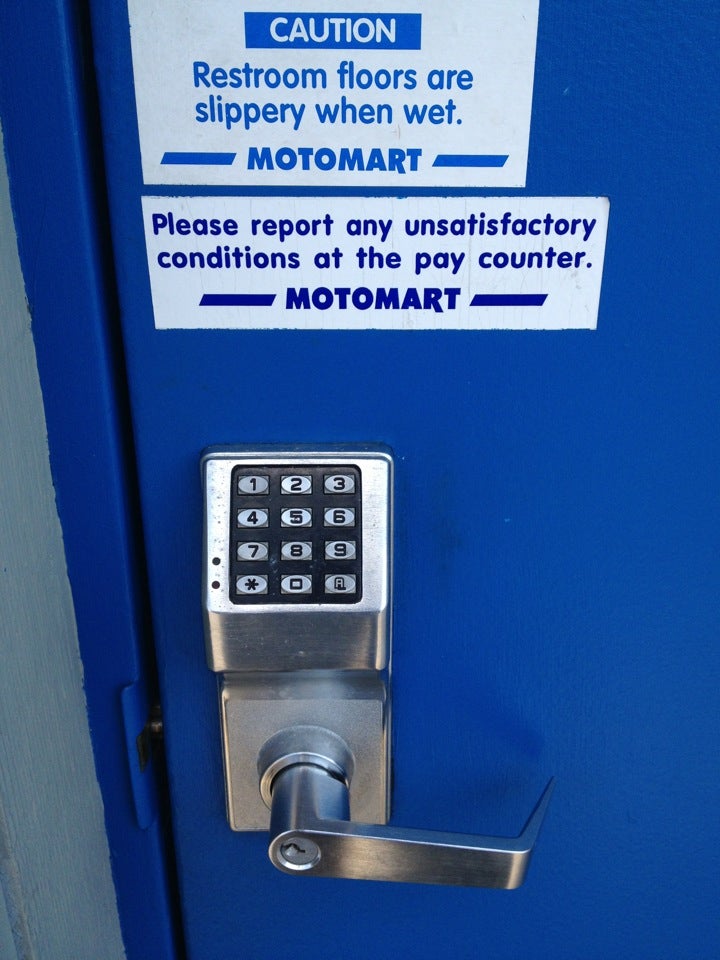 CAUTION
Restroom floors are
slippery when wet.
MOTOMART
Please report any unsatisfactory
conditions at the pay counter.
MOTOMART
1 2 3
4 5 6
7 8 9
* 0